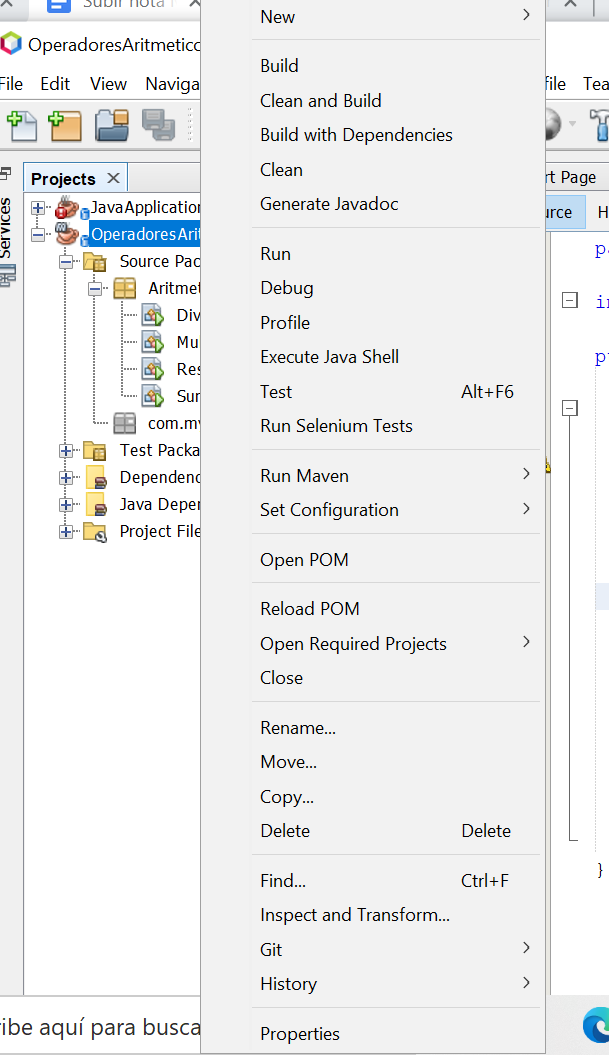 Subir nota
New
OperadoresAritmetico
File Edit View Naviga
file Tea
Build
Clean and Build
Build with Dependencies
Clean
Generate Javadoc
Projects
rt Page
Services
JavaApplication
OperadoresArit
urce H
Source Pac
Aritmet
Div
Mu
Res
Sur
com.my
Test Packa
Dependenc
Java Deper
Project File
Run
Debug
Profile
Execute Java Shell
Test Alt+F6
Run Selenium Tests
Run Maven
Set Configuration
Open POM
Reload POM
Open Required Projects
Close
Rename...
Move...
Copy...
Delete Delete
Find... Ctrl+F
Inspect and Transform...
Git
History
Properties
pa
im
pu
}
ribe aquí para busca